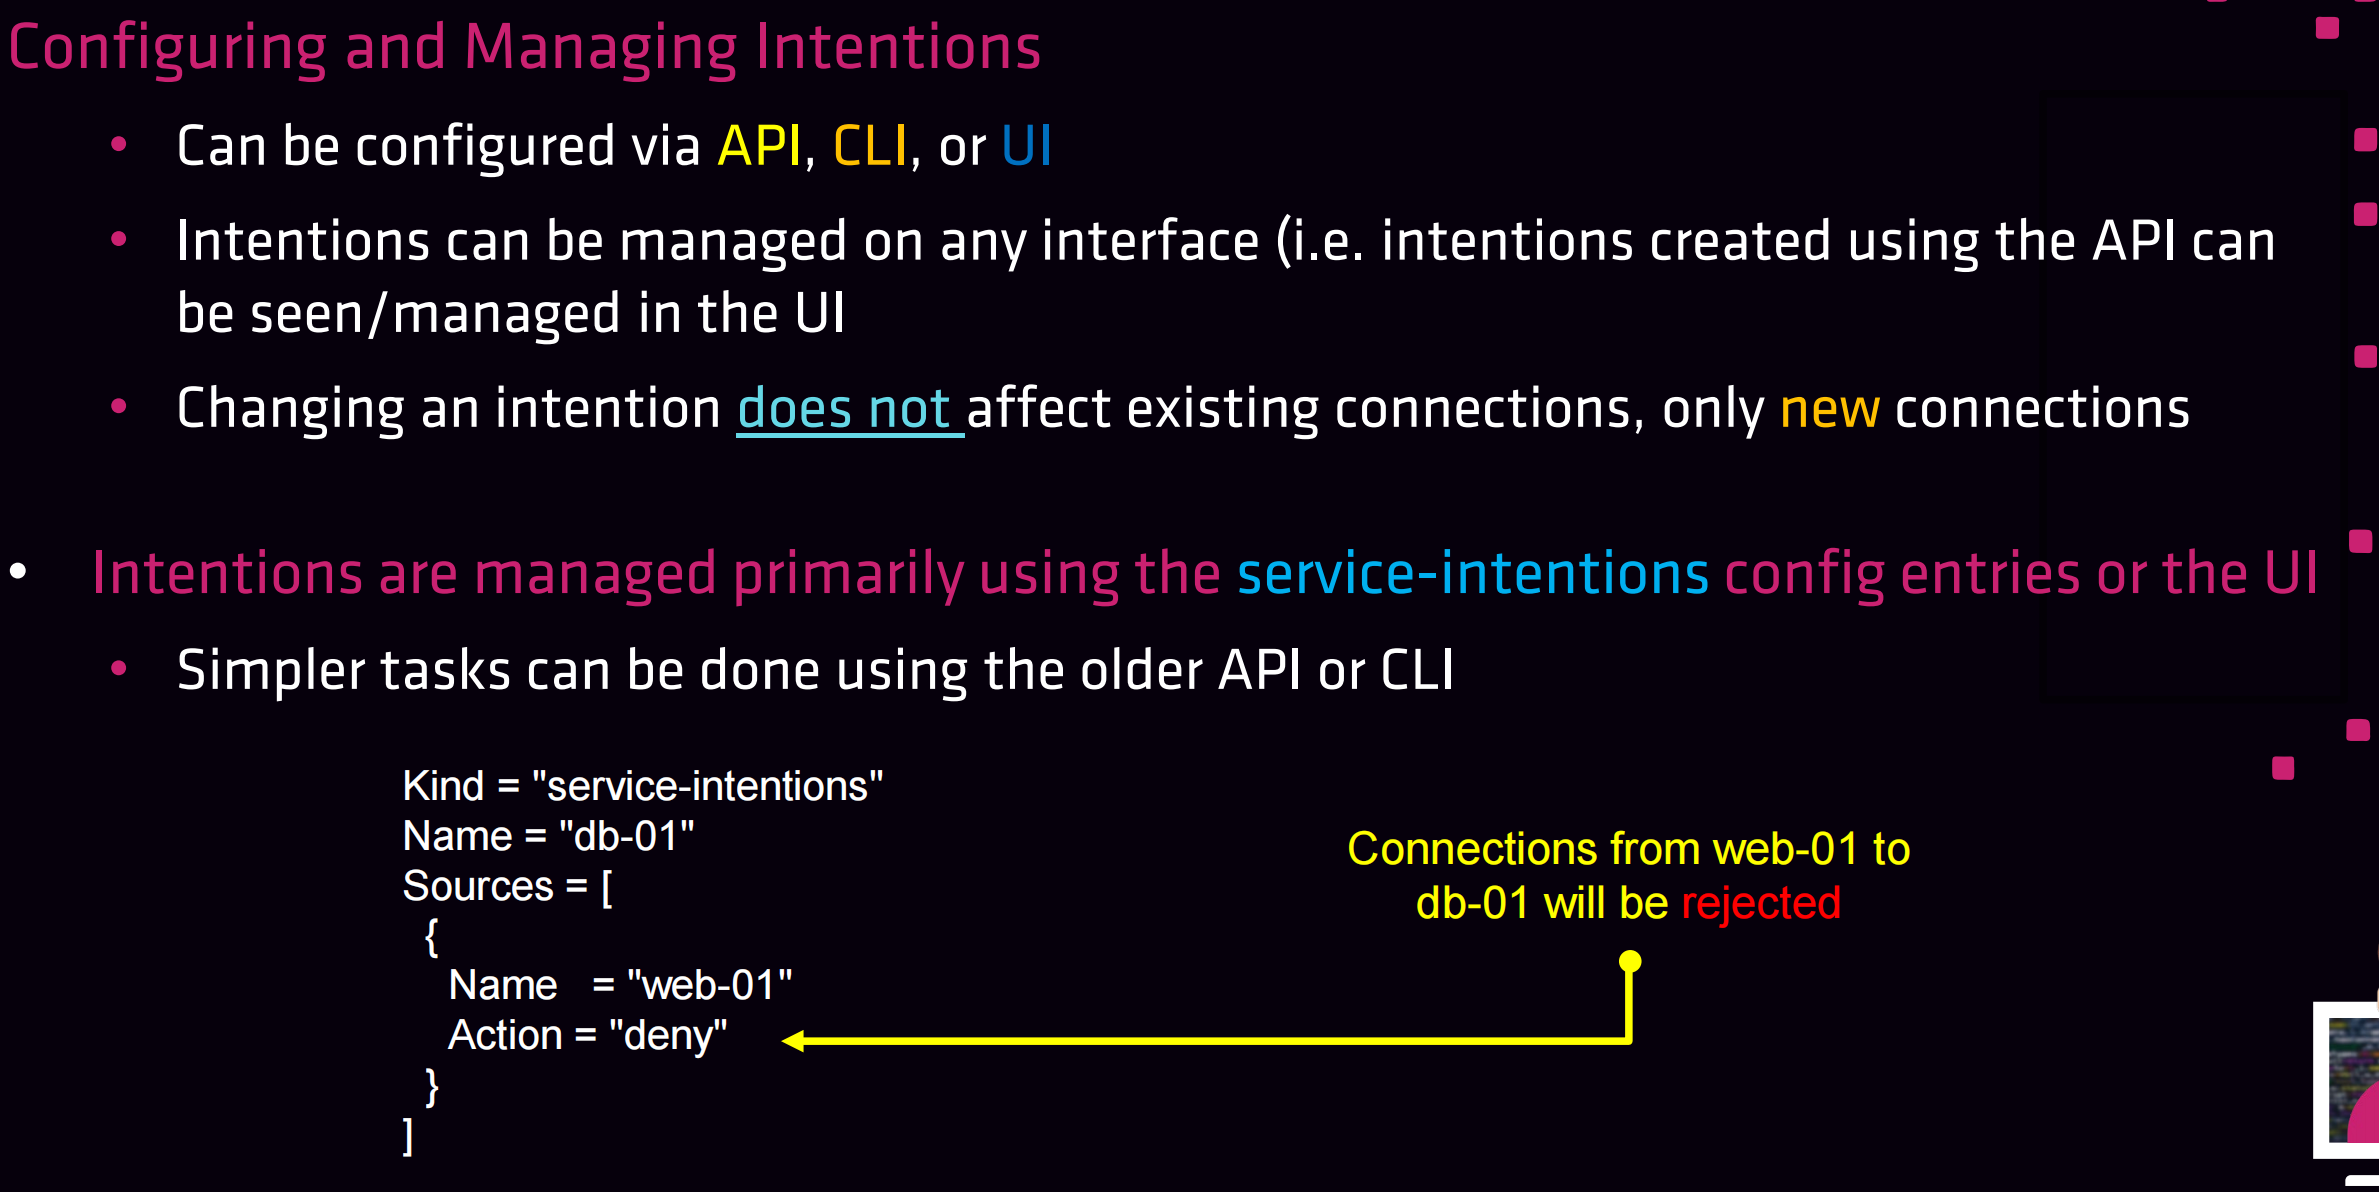 Configuring and Managing Intentions
• Can be configured via API, CLI, or UI
• Intentions can be managed on any interface (i.e. intentions created using the API can
be seen/managed in the UI
• Changing an intention does not affect existing connections, only new connections
• Intentions are managed primarily using the service-intentions config entries or the UI
• Simpler tasks can be done using the older API or CLI
Kind = "service-intentions"
Name = "db-01"
Sources = [
{
Name   = "web-01"
Action = "deny"
}
]
Connections from web-01 to
db-01 will be rejected